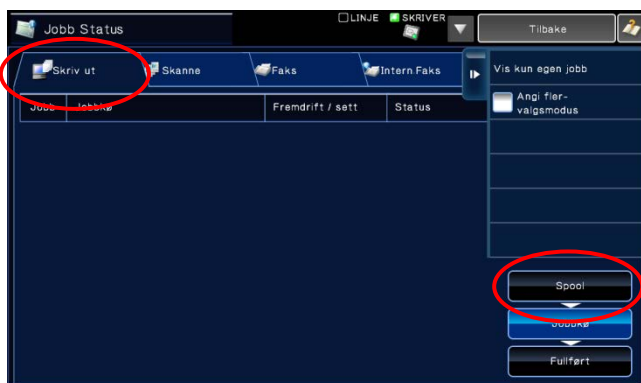 Jobb Status
LINJE
SKRIVER
Tilbake
Skriv ut
Skanne
Faks
Intern Faks
Vis kun egen jobb
Jobb
Jobbkø
Fremdrift / sett
Status
Angi fler-
valgsmodus
Spool
Jobbkø
Fullført